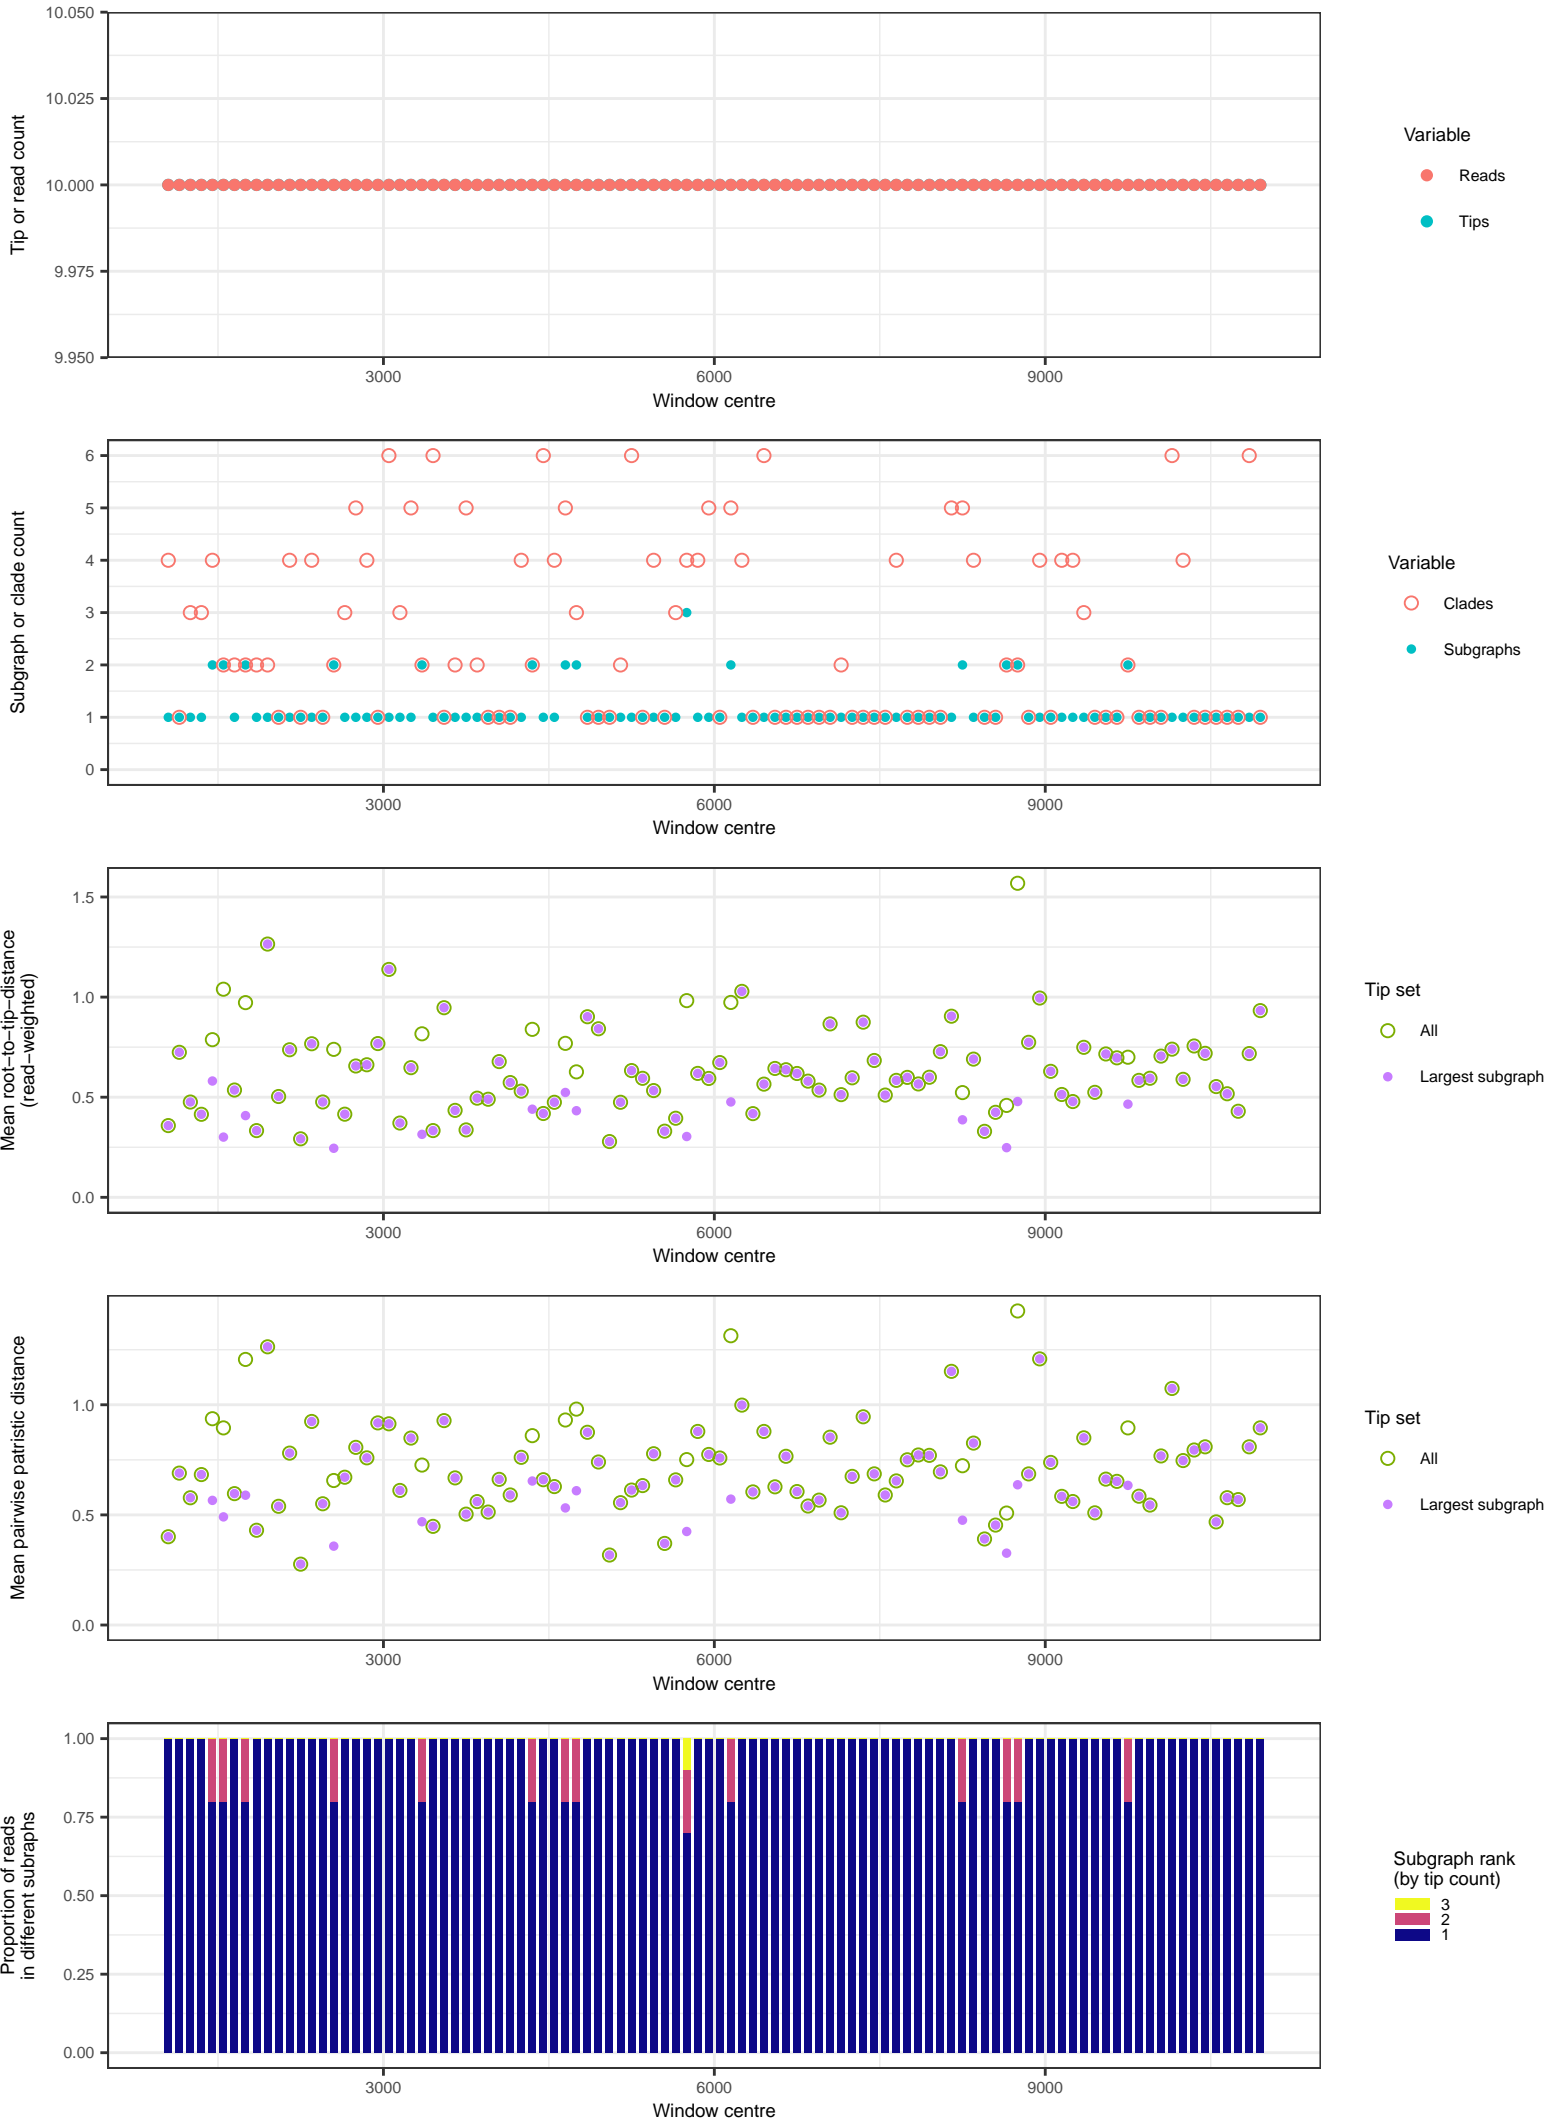 10.050
10.025
10.000
9.975
9.950
Tip or read count
3000 6000 9000
Window centre
Variable
Reads
Tips
6
5
4
3
2
1
0
Subgraph or clade count
3000 6000 9000
Window centre
Variable
Clades
Subgraphs
1.5
1.0
0.5
0.0
Mean root−to−tip−distance
(read−weighted)
3000 6000 9000
Window centre
Tip set
All
Largest subgraph
1.0
0.5
0.0
Mean pairwise patristic distance
3000 6000 9000
Window centre
Tip set
All
Largest subgraph
1.00
0.75
0.50
0.25
0.00
Proportion of reads
in different subraphs
3000 6000 9000
Window centre
Subgraph rank
(by tip count)
3
2
1